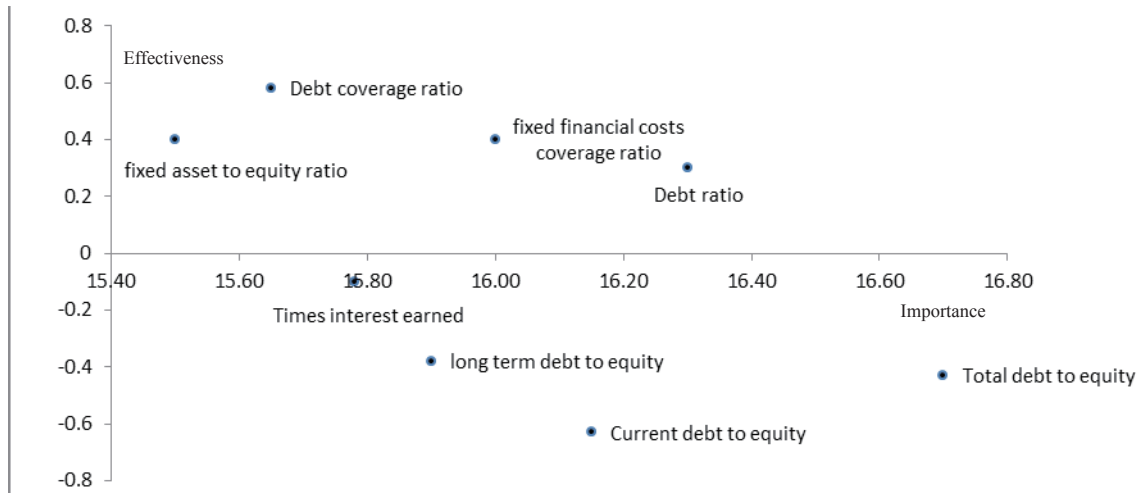 0.8
Effectiveness
0.6
Debt coverage ratio
0.4
fixed financial costs
coverage ratio
fixed asset to equity ratio
0.2
Debt ratio
0
15.40 15.60 15.80 16.00 16.20 16.40 16.60 16.80
-0.2
Times interest earned
Importance
long term debt to equity
-0.4
Total debt to equity
-0.6
Current debt to equity
-0.8